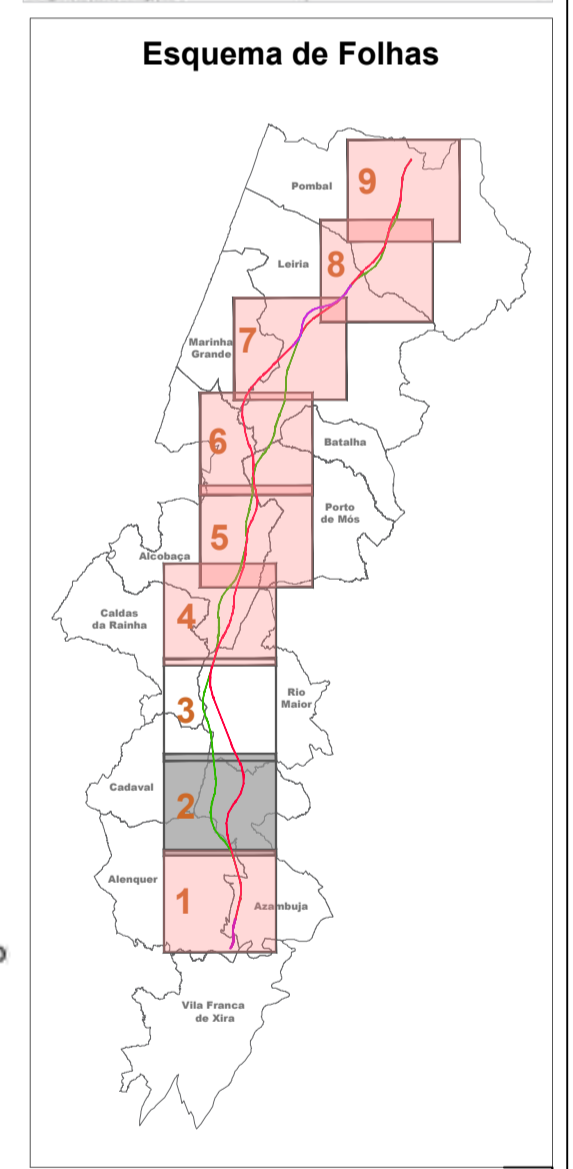 Esquema de Folhas
9
Pombal
8
Leiria
7
Marinha
Grande
6
Batalha
Porto
de Mós
5
Alcobaça
4
Caldas
da Rainha
Rio
Maior
3
Cadaval
2
Alenquer
1
Azambuja
Vila Franca
de Xira